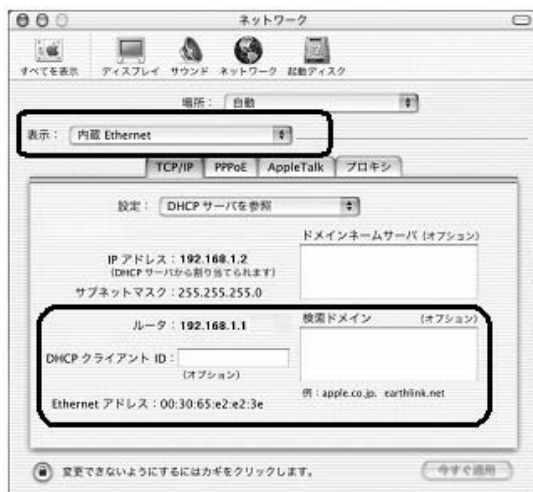 ネットワーク
すべてを表示 ディスプレイ サウンド ネットワーク 起動ディスク
場所： 自動
表示： 内蔵 Ethernet
TCP/IP PPPoE AppleTalk プロキシ
設定： DHCP サーバを参照
ドメインネームサーバ (オプション)
IP アドレス：192.168.1.2
(DHCP サーバから割り当てられます)
サブネットマスク：255.255.255.0
ルータ：192.168.1.1
検索ドメイン (オプション)
DHCP クライアント ID：
(オプション)
例：apple.co.jp、earthlink.net
Ethernet アドレス：00:30:65:e2:e2:3e
変更できないようにするにはカギをクリックします。
今すぐ適用